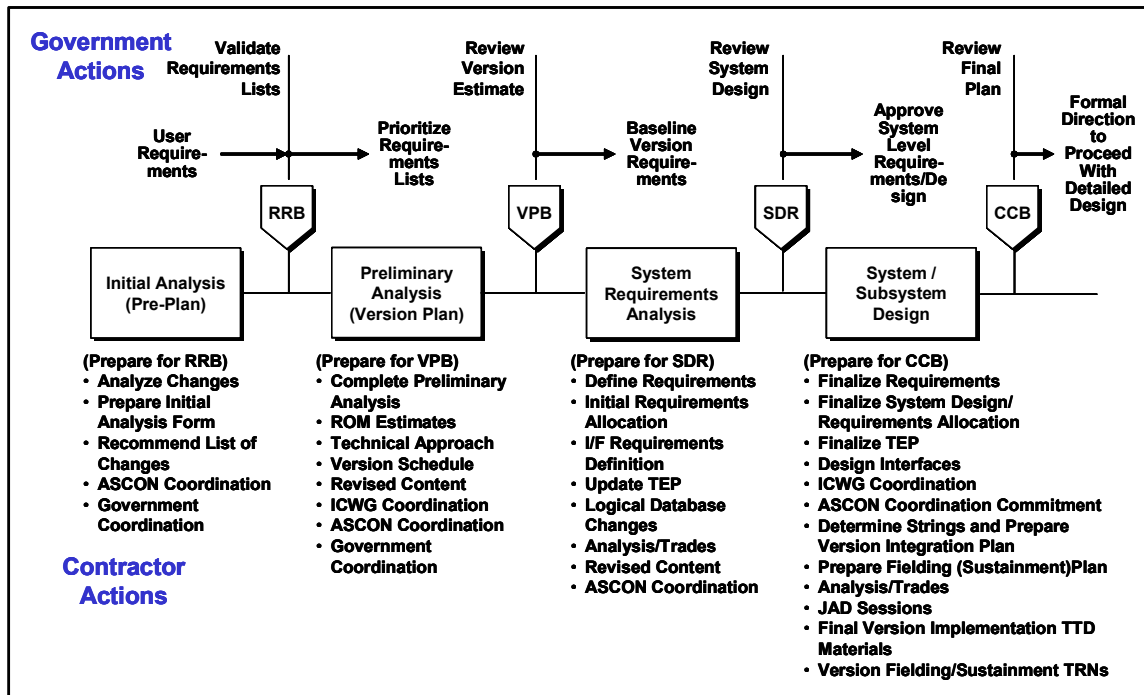 Government
Actions
Validate
Requirements
Lists
Review
Version
Estimate
Review
System
Design
Review
Final
Plan
User
Require-
ments
Prioritize
Require-
ments
Lists
Baseline
Version
Require-
ments
Approve
System
Level
Require-
ments/De
sign
Formal
Direction
to
Proceed
With
Detailed
Design
RRB
VPB
SDR
CCB
Initial Analysis
(Pre-Plan)
Preliminary
Analysis
(Version Plan)
System
Requirements
Analysis
System /
Subsystem
Design
(Prepare for RRB)
• Analyze Changes
• Prepare Initial
Analysis Form
• Recommend List of
Changes
• ASCON Coordination
• Government
Coordination
(Prepare for VPB)
• Complete Preliminary
Analysis
• ROM Estimates
• Technical Approach
• Version Schedule
• Revised Content
• ICWG Coordination
• ASCON Coordination
• Government
Coordination
(Prepare for SDR)
• Define Requirements
• Initial Requirements
Allocation
• I/F Requirements
Definition
• Update TEP
• Logical Database
Changes
• Analysis/Trades
• Revised Content
• ASCON Coordination
(Prepare for CCB)
• Finalize Requirements
• Finalize System Design/
Requirements Allocation
• Finalize TEP
• Design Interfaces
• ICWG Coordination
• ASCON Coordination Commitment
• Determine Strings and Prepare
Version Integration Plan
• Prepare Fielding (Sustainment)Plan
• Analysis/Trades
• JAD Sessions
• Final Version Implementation TTD
Materials
• Version Fielding/Sustainment TRNs
Contractor
Actions